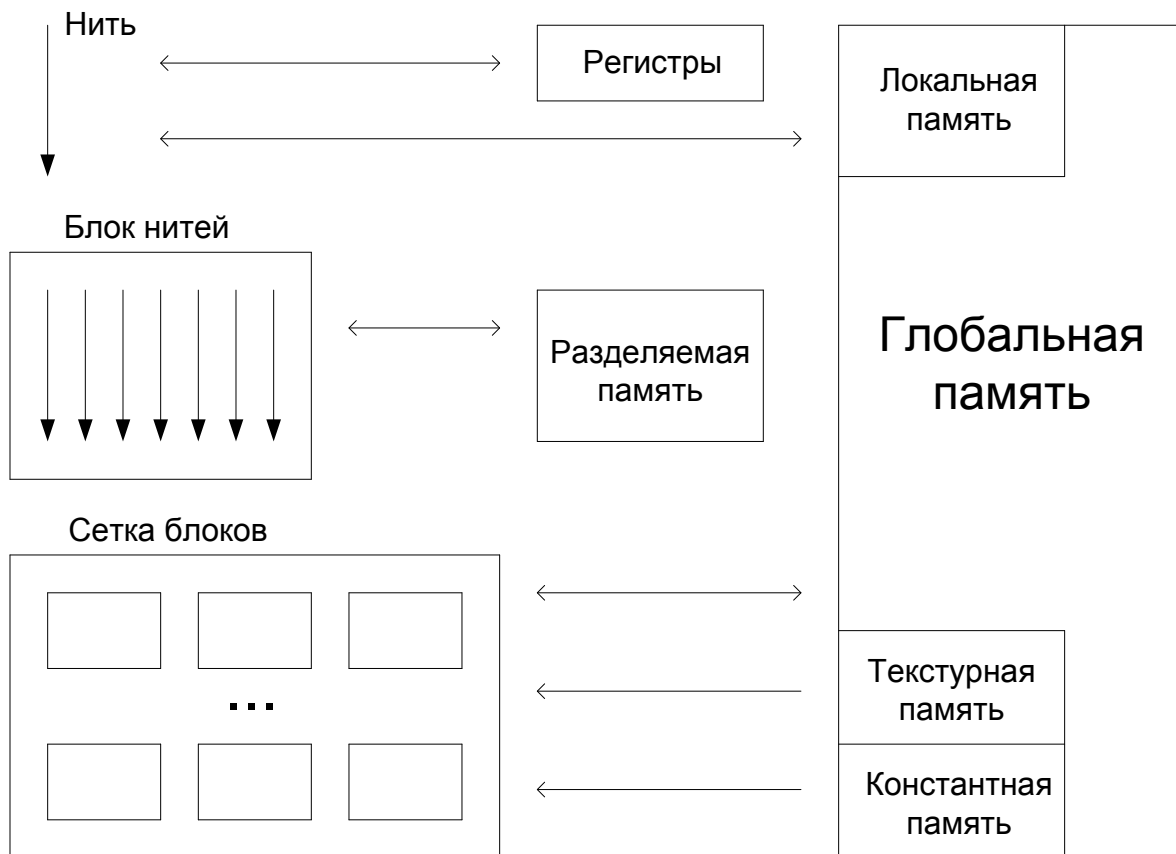 Нить
Регистры
Локальная
память
Блок нитей
Разделяемая
память
Глобальная
память
Сетка блоков
...
Текстурная
память
Константная
память